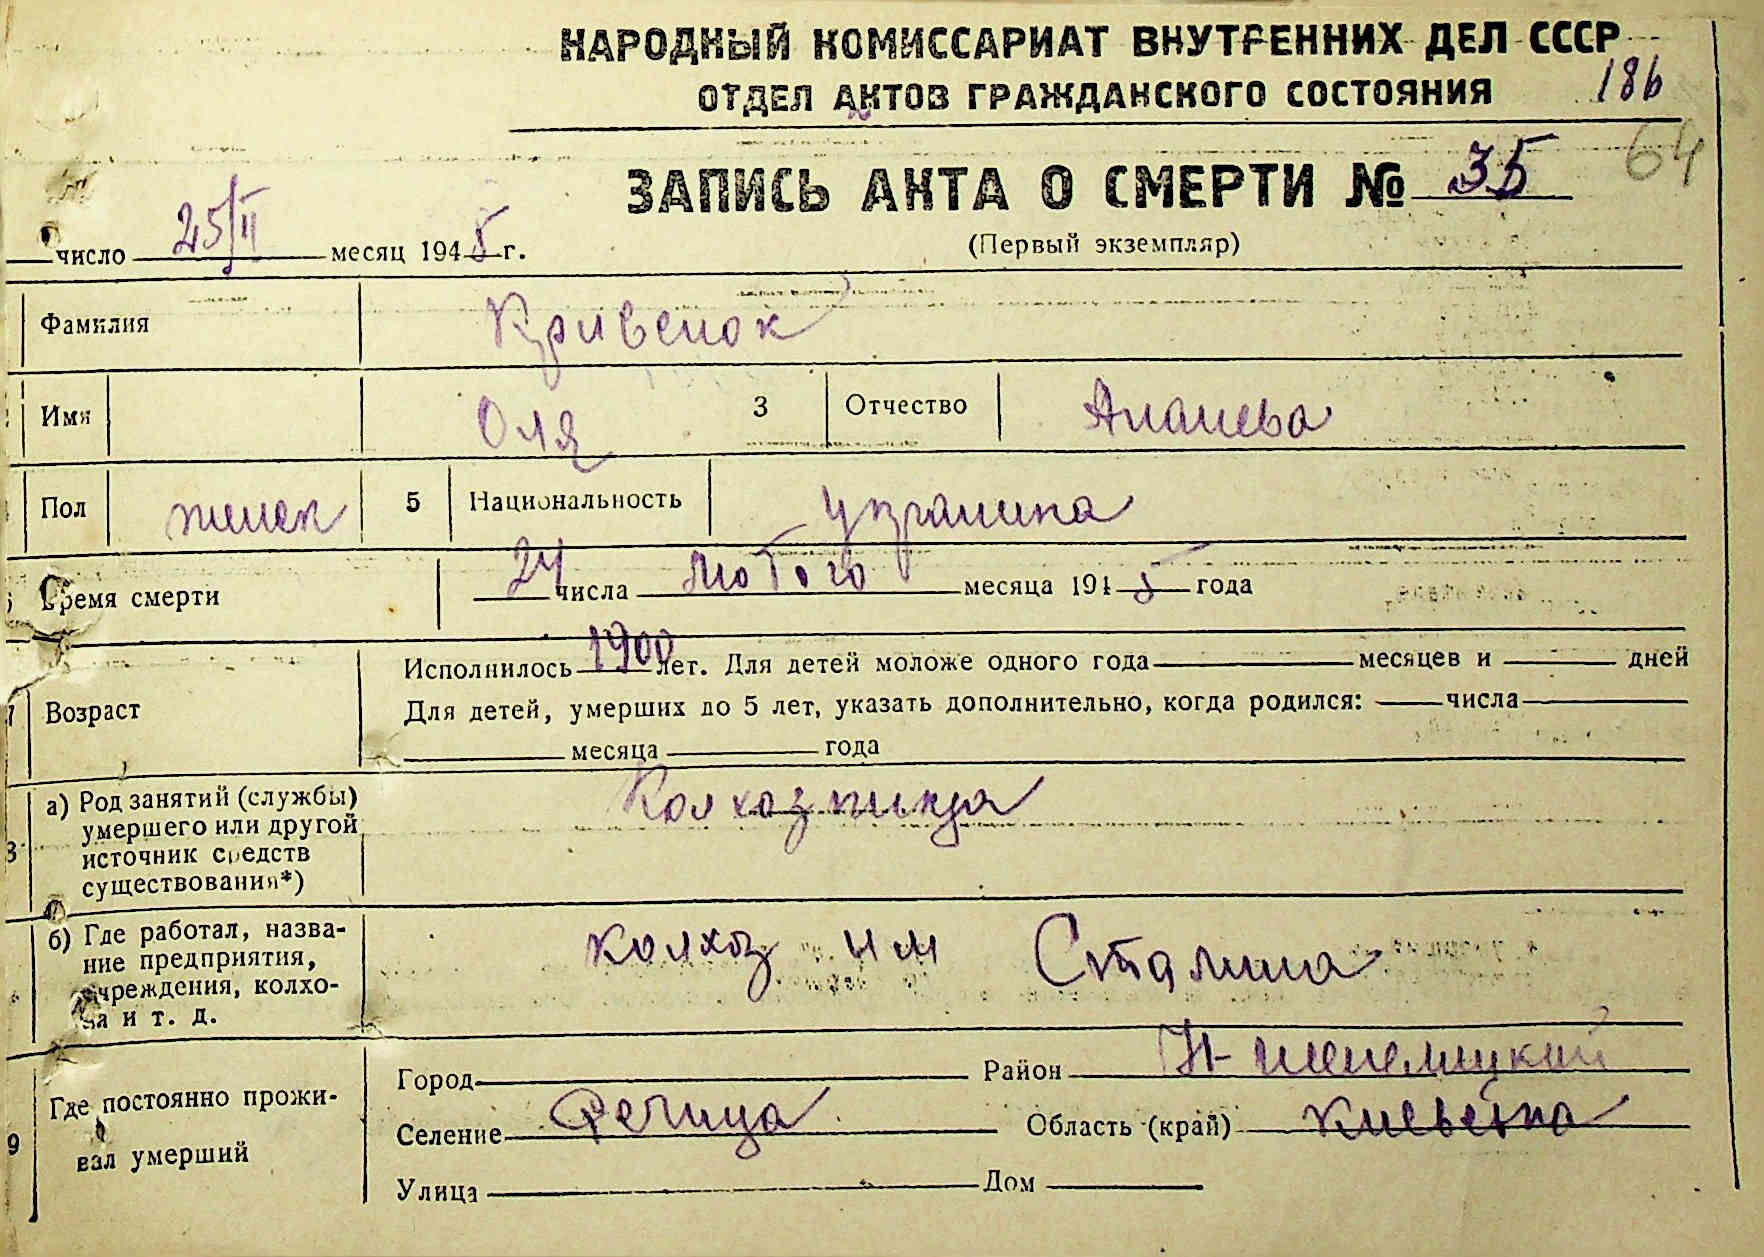 НАРОДНЫЙ КОМИССАРИАТ ВНУТРЕННИХ ДЕЛ СССР
ОТДЕЛ АКТОВ ГРАЖДАНСКОГО СОСТОЯНИЯ 186
64
ЗАПИСЬ АКТА О СМЕРТИ № 35
число 25/II месяц 1945 г.
(Первый экземпляр)
Фамилия Кривенок
Имя Оля 3 Отчество
Пол женск 5 Национальность украинка
Время смерти 24 числа лютого месяца 1945 года
Исполнилось 1900 лет. Для детей моложе одного года месяцев и дней
7 Возраст Для детей, умерших до 5 лет, указать дополнительно, когда родился: числа
месяца года
а) Род занятий (службы) Колхозница
умершего или другой
источник средств
существования*)
б) Где работал, назва- колхоз им Сталина
ние предприятия,
учреждения, колхо-
за и т. д.
Город Район
9 Где постоянно прожи-
вал умерший
Селение Речица Область (край) Киевска
Улица Дом